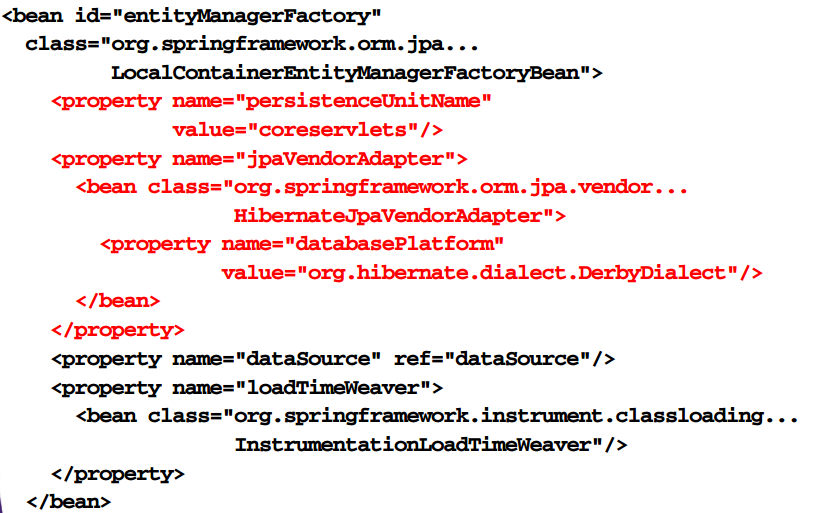 <bean id="entityManagerFactory"
class="org.springframework.orm.jpa...
LocalContainerEntityManagerFactoryBean">
<property name="persistenceUnitName"
value="coreservlets"/>
<property name="jpaVendorAdapter">
<bean class="org.springframework.orm.jpa.vendor...
HibernateJpaVendorAdapter">
<property name="databasePlatform"
value="org.hibernate.dialect.DerbyDialect"/>
</bean>
</property>
<property name="dataSource" ref="dataSource"/>
<property name="loadTimeWeaver">
<bean class="org.springframework.instrument.classloading...
InstrumentationLoadTimeWeaver"/>
</property>
</bean>